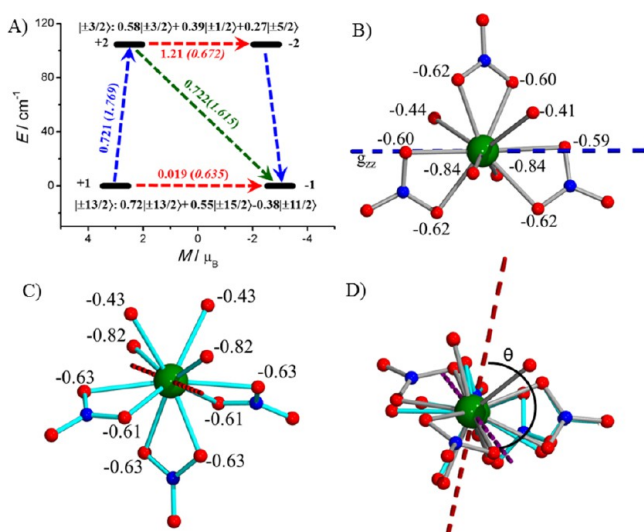 A)
|±3/2⟩: 0.58|±3/2⟩+ 0.39|±1/2⟩+0.27|±5/2⟩
120
80
40
0
E / cm⁻¹
+2
-2
1.21 (0.672)
0.721 (1.769)
0.722(1.615)
0.019 (0.635)
+1
-1
|±13/2⟩: 0.72|±13/2⟩+ 0.55|±15/2⟩-0.38|±11/2⟩
4 2 0 -2 -4
M / μB
B)
-0.62
-0.60
-0.44
-0.41
-0.60
-0.59
gzz
-0.84
-0.84
-0.62
-0.62
C)
-0.43
-0.43
-0.82
-0.82
-0.63
-0.63
-0.61
-0.61
-0.63
-0.63
D)
θ